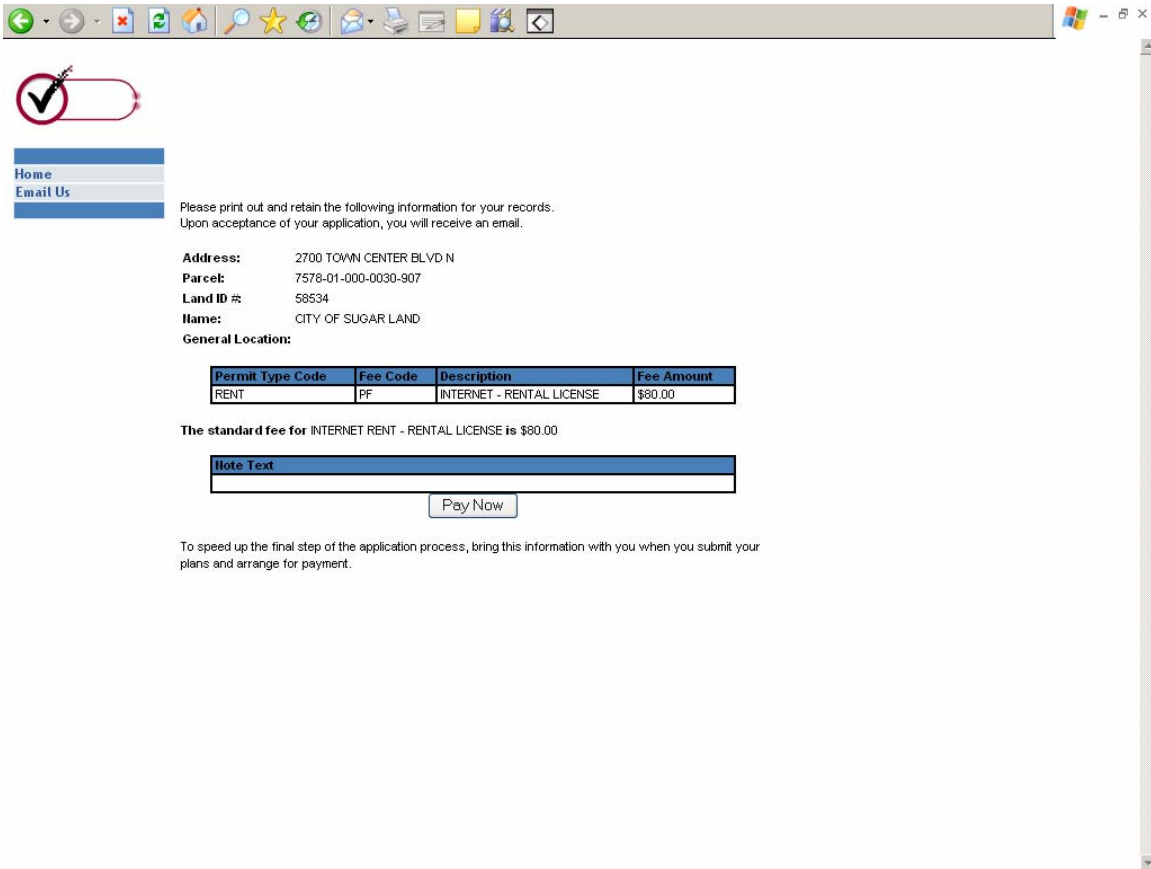 Home
Email Us
Please print out and retain the following information for your records.
Upon acceptance of your application, you will receive an email.
Address: 2700 TOWN CENTER BLVD N
Parcel: 7578-01-000-0030-907
Land ID #: 58534
Name: CITY OF SUGAR LAND
General Location:
Permit Type Code Fee Code Description Fee Amount
RENT PF INTERNET - RENTAL LICENSE $80.00
The standard fee for INTERNET RENT - RENTAL LICENSE is $80.00
Note Text
Pay Now
To speed up the final step of the application process, bring this information with you when you submit your
plans and arrange for payment.